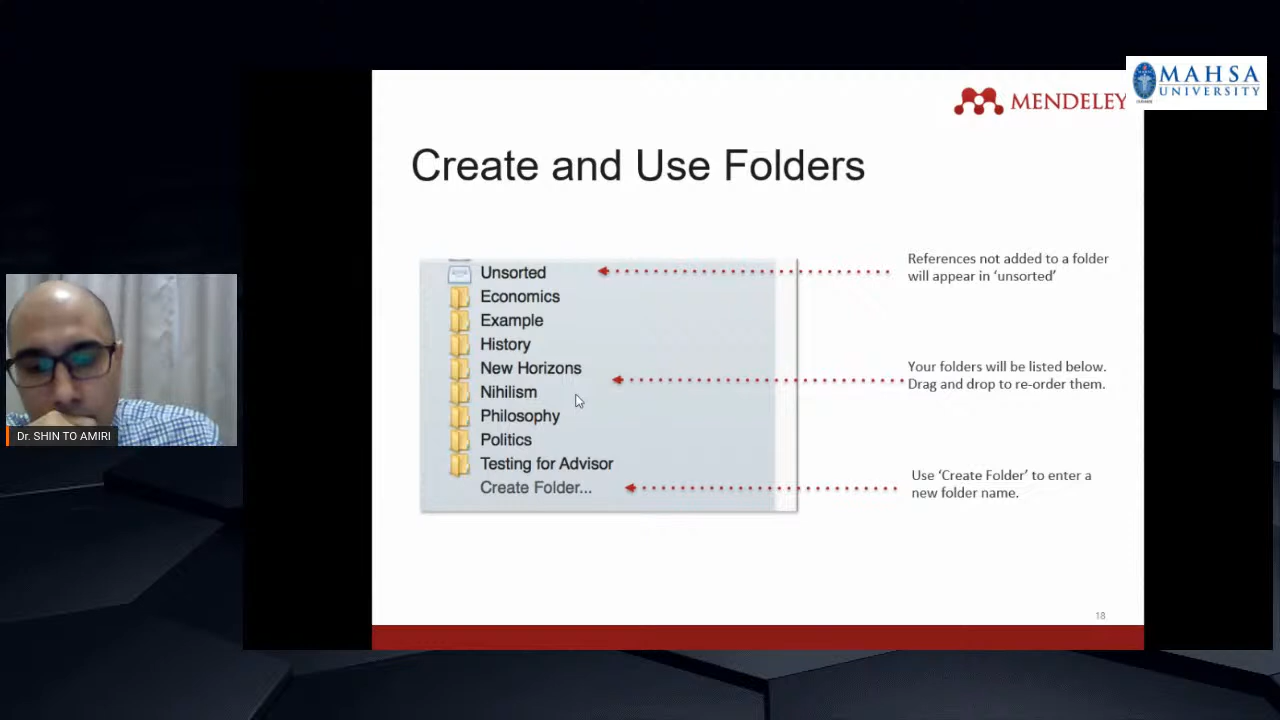 MAHSA
UNIVERSITY
MENDELEY
Create and Use Folders
Unsorted
Economics
Example
History
New Horizons
Nihilism
Philosophy
Politics
Testing for Advisor
Create Folder...
References not added to a folder
will appear in ‘unsorted’
Your folders will be listed below.
Drag and drop to re-order them.
Use ‘Create Folder’ to enter a
new folder name.
18
Dr. SHIN TO AMIRI